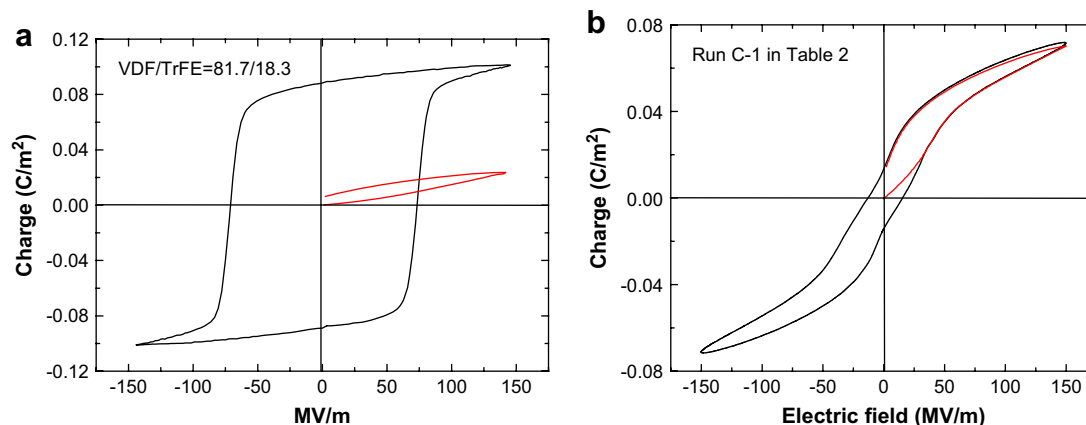 a
VDF/TrFE=81.7/18.3
Charge (C/m²)
0.12
0.08
0.04
0.00
-0.04
-0.08
-0.12
-150 -100 -50 0 50 100 150
MV/m
b
Run C-1 in Table 2
Charge (C/m²)
0.08
0.04
0.00
-0.04
-0.08
-150 -100 -50 0 50 100 150
Electric field (MV/m)